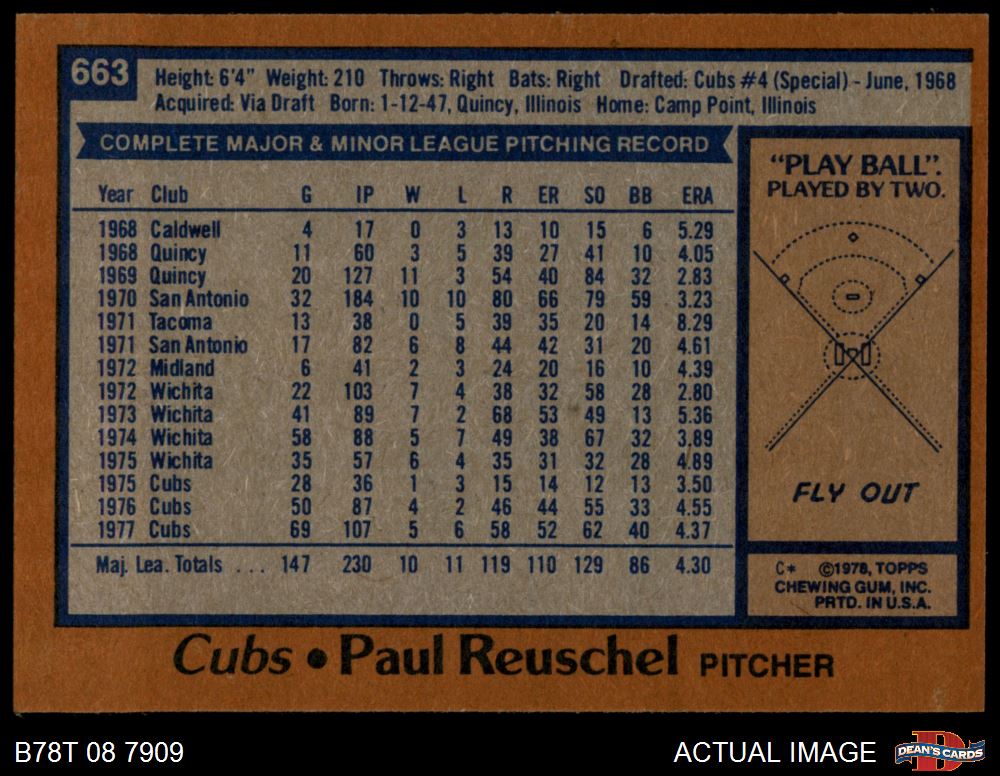 663
Height: 6'4" Weight: 210 Throws: Right Bats: Right Drafted: Cubs #4 (Special) - June, 1968
Acquired: Via Draft Born: 1-12-47, Quincy, Illinois Home: Camp Point, Illinois
COMPLETE MAJOR & MINOR LEAGUE PITCHING RECORD
Year Club G IP W L R ER SO BB ERA
1968 Caldwell 4 17 0 3 13 10 15 6 5.29
1968 Quincy 11 60 3 5 39 27 41 10 4.05
1969 Quincy 20 127 11 3 54 40 84 32 2.83
1970 San Antonio 32 184 10 10 80 66 79 59 3.23
1971 Tacoma 13 38 0 5 39 35 20 14 8.29
1971 San Antonio 17 82 6 8 44 42 31 20 4.61
1972 Midland 6 41 2 3 24 20 16 10 4.39
1972 Wichita 22 103 7 4 38 32 58 28 2.80
1973 Wichita 41 89 7 2 68 53 49 13 5.36
1974 Wichita 58 88 5 7 49 38 67 32 3.89
1975 Wichita 35 57 6 4 35 31 32 28 4.89
1975 Cubs 28 36 1 3 15 14 12 13 3.50
1976 Cubs 50 87 4 2 46 44 55 33 4.55
1977 Cubs 69 107 5 6 58 52 62 40 4.37
Maj. Lea. Totals ... 147 230 10 11 119 110 129 86 4.30
"PLAY BALL".
PLAYED BY TWO.
FLY OUT
C* ©1978, TOPPS
CHEWING GUM, INC.
PRTD. IN U.S.A.
Cubs • Paul Reuschel PITCHER
B78T 08 7909
ACTUAL IMAGE
D
DEAN'S CARDS